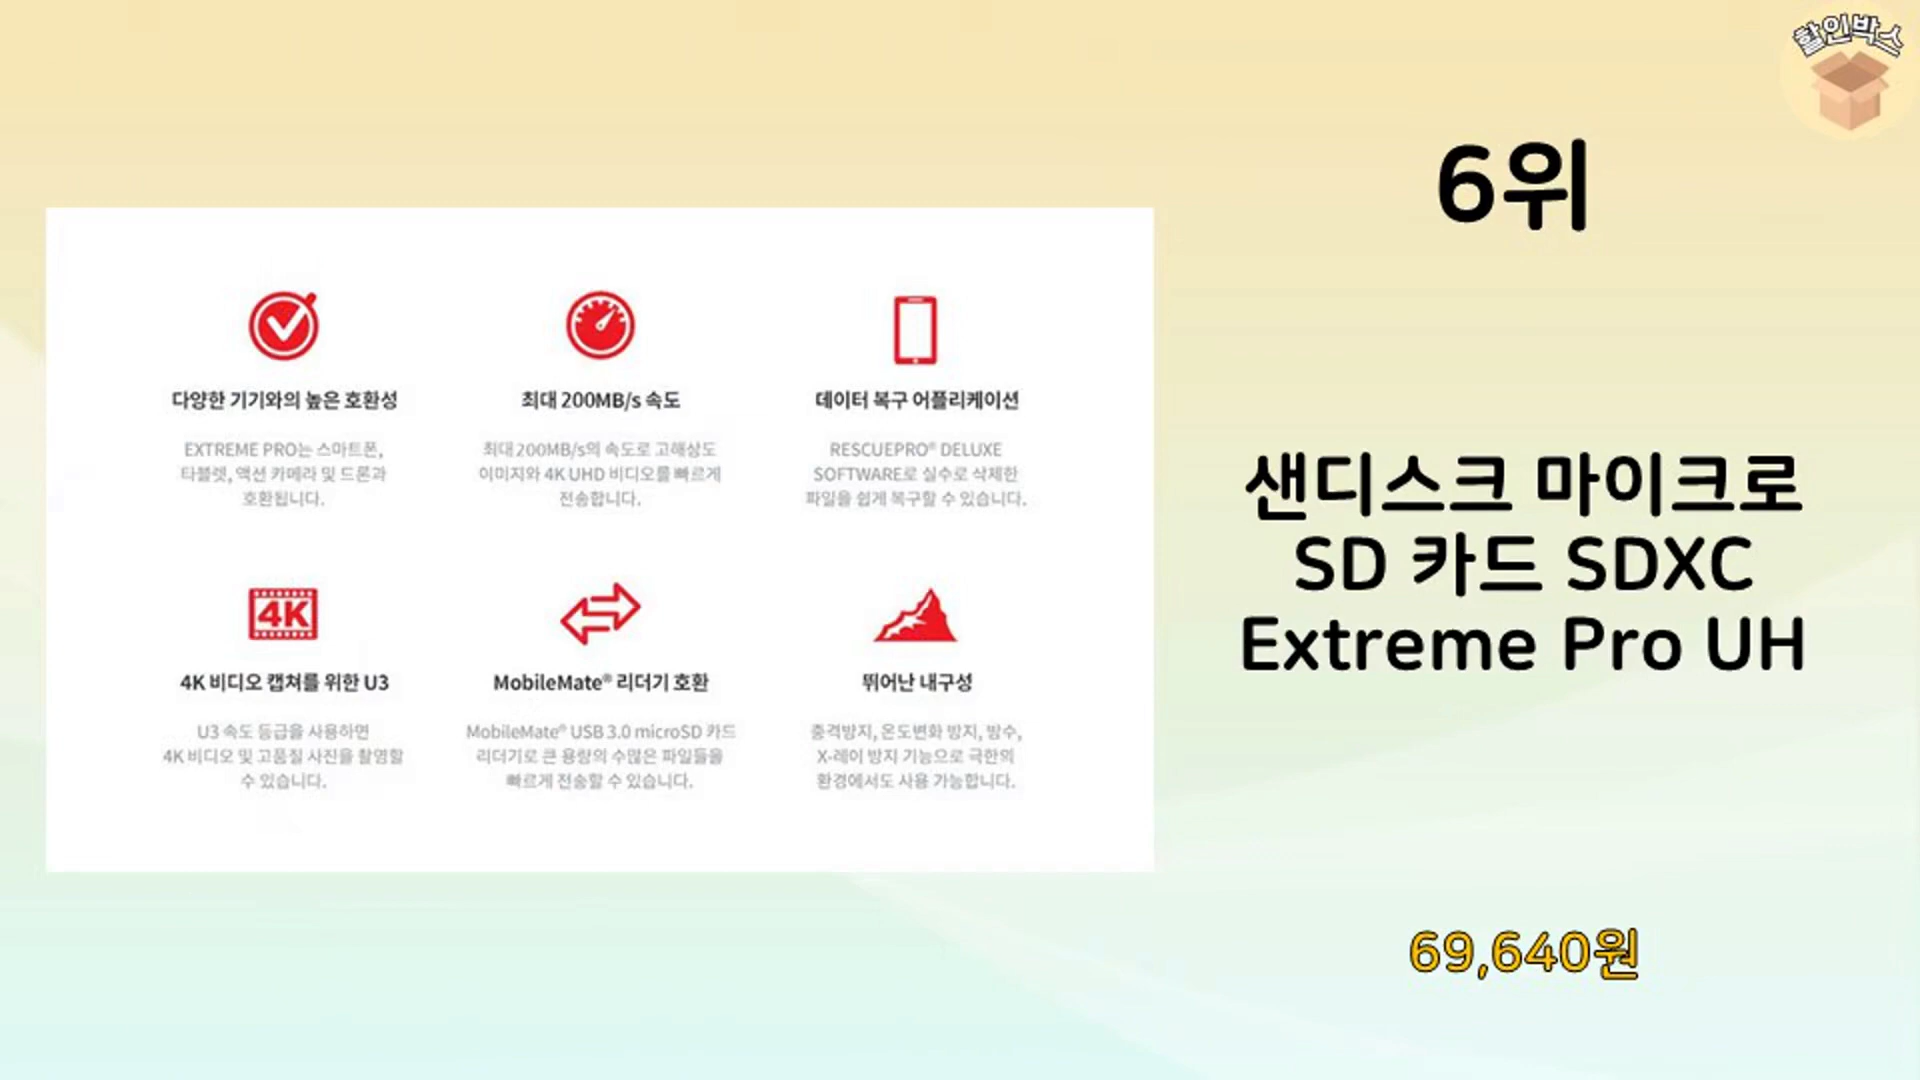 할인박스
6위
다양한 기기와의 높은 호환성
EXTREME PRO는 스마트폰,
타블렛, 액션 카메라 및 드론과
호환됩니다.
최대 200MB/s 속도
최대 200MB/s의 속도로 고해상도
이미지와 4K UHD 비디오를 빠르게
전송합니다.
데이터 복구 어플리케이션
RESCUEPRO® DELUXE
SOFTWARE로 실수로 삭제한
파일을 쉽게 복구할 수 있습니다.
4K
4K 비디오 캡쳐를 위한 U3
U3 속도 등급을 사용하면
4K 비디오 및 고품질 사진을 촬영할
수 있습니다.
MobileMate® 리더기 호환
MobileMate® USB 3.0 microSD 카드
리더기로 큰 용량의 수많은 파일들을
빠르게 전송할 수 있습니다.
뛰어난 내구성
충격방지, 온도변화 방지, 방수,
X-레이 방지 기능으로 극한의
환경에서도 사용 가능합니다.
샌디스크 마이크로
SD 카드 SDXC
Extreme Pro UH
69,640원